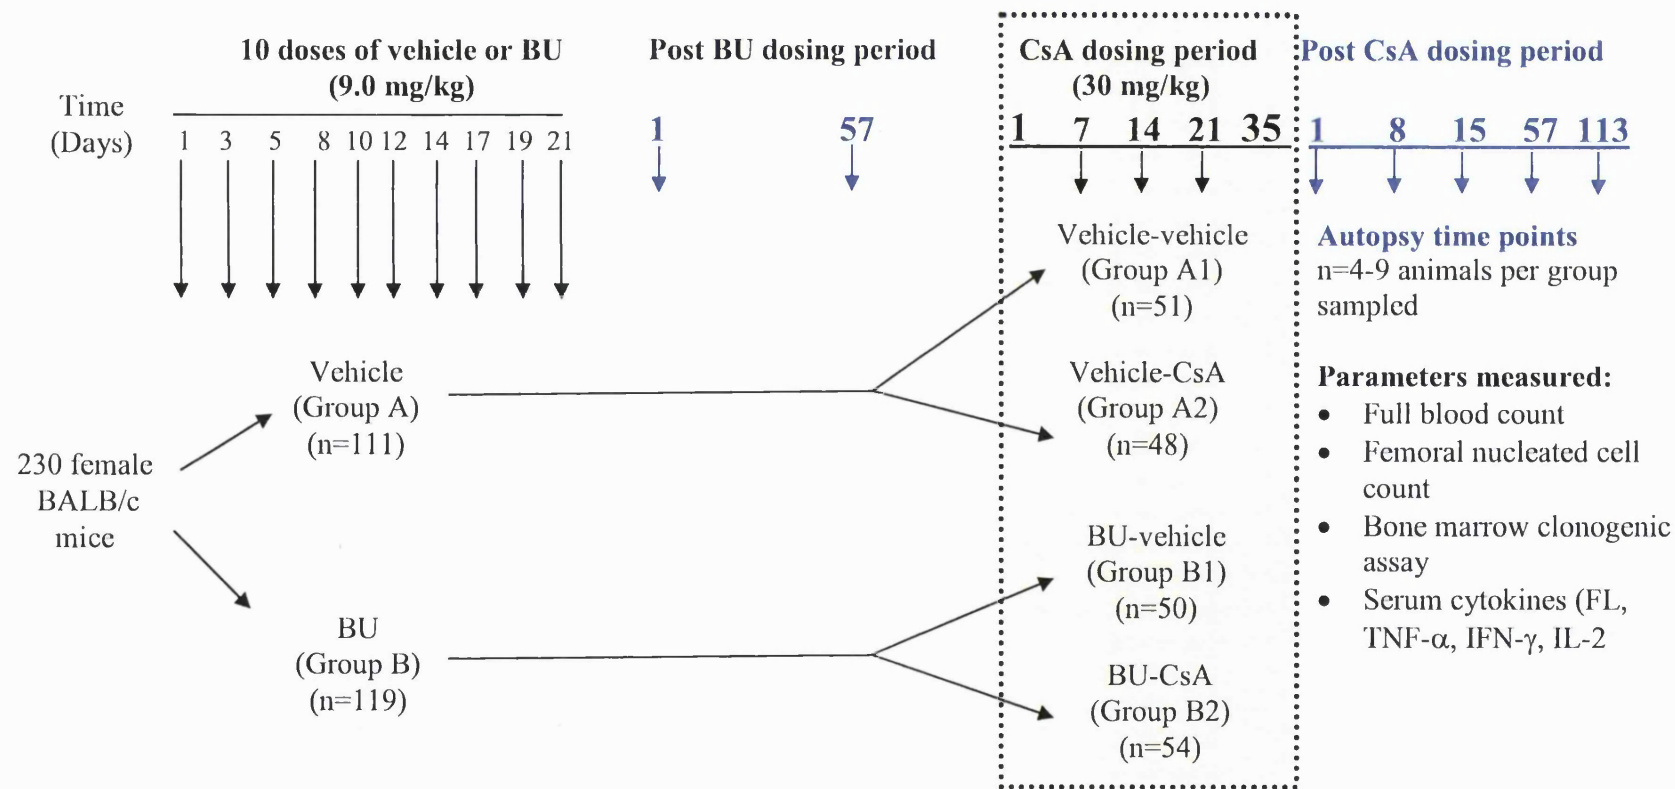 10 doses of vehicle or BU
(9.0 mg/kg)
Post BU dosing period
CsA dosing period
(30 mg/kg)
Post CsA dosing period
Time
(Days)
1 3 5 8 10 12 14 17 19 21
1 57
1 7 14 21 35
1 8 15 57 113
Vehicle-vehicle
(Group A1)
(n=51)
Autopsy time points
n=4-9 animals per group
sampled
Vehicle
(Group A)
(n=111)
Vehicle-CsA
(Group A2)
(n=48)
Parameters measured:
• Full blood count
• Femoral nucleated cell
count
• Bone marrow clonogenic
assay
• Serum cytokines (FL,
TNF-α, IFN-γ, IL-2
230 female
BALB/c
mice
BU-vehicle
(Group B1)
(n=50)
BU
(Group B)
(n=119)
BU-CsA
(Group B2)
(n=54)